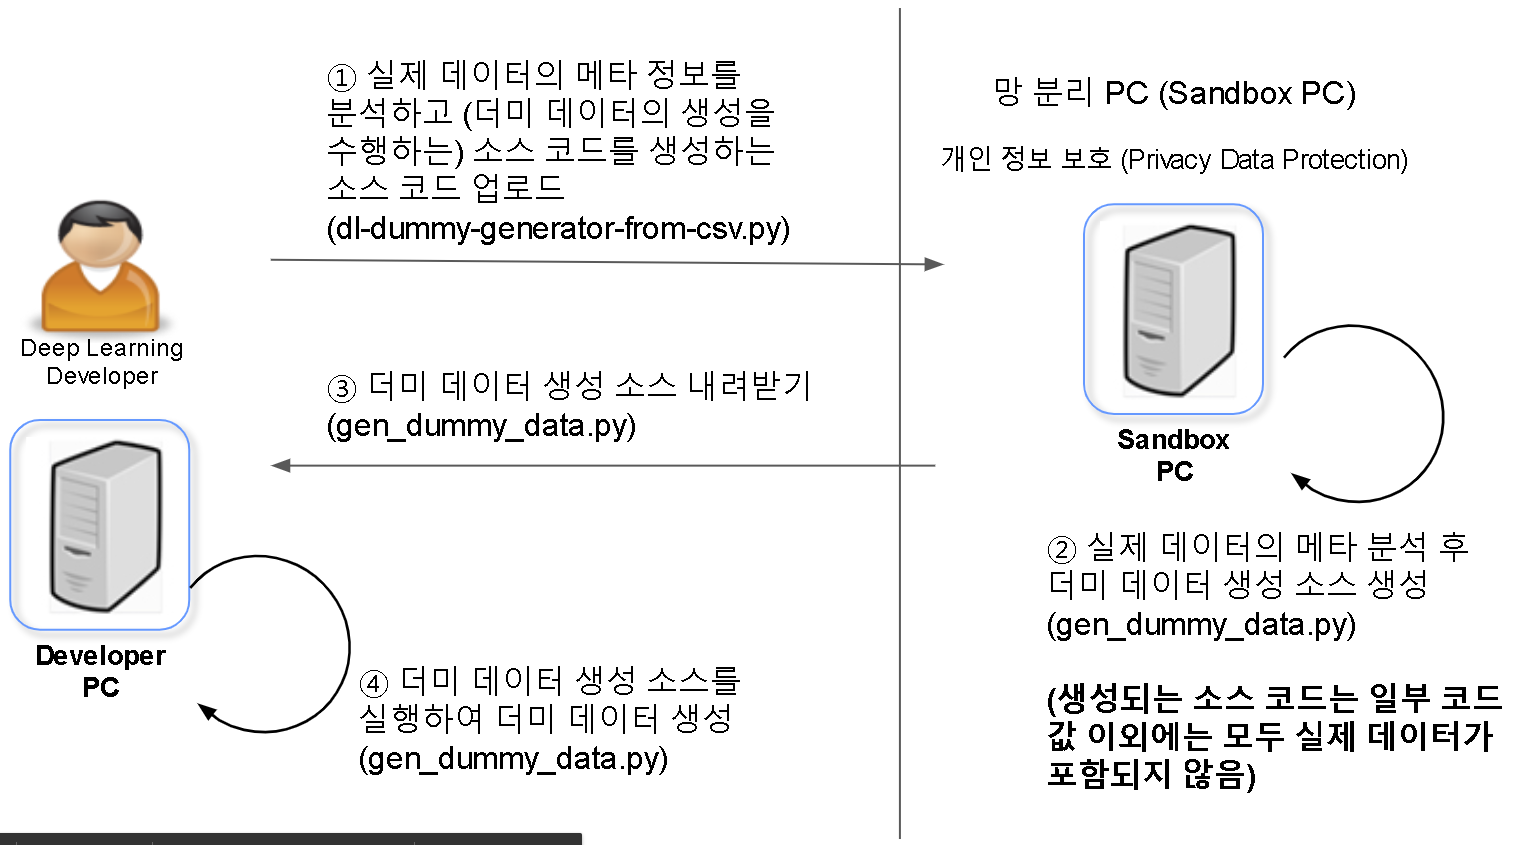 ① 실제 데이터의 메타 정보를
분석하고 (더미 데이터의 생성을
수행하는) 소스 코드를 생성하는
소스 코드 업로드
(dl-dummy-generator-from-csv.py)
망 분리 PC (Sandbox PC)
개인 정보 보호 (Privacy Data Protection)
Deep Learning
Developer
③ 더미 데이터 생성 소스 내려받기
(gen_dummy_data.py)
Sandbox
PC
② 실제 데이터의 메타 분석 후
더미 데이터 생성 소스 생성
(gen_dummy_data.py)
(생성되는 소스 코드는 일부 코드
값 이외에는 모두 실제 데이터가
포함되지 않음)
Developer
PC
④ 더미 데이터 생성 소스를
실행하여 더미 데이터 생성
(gen_dummy_data.py)